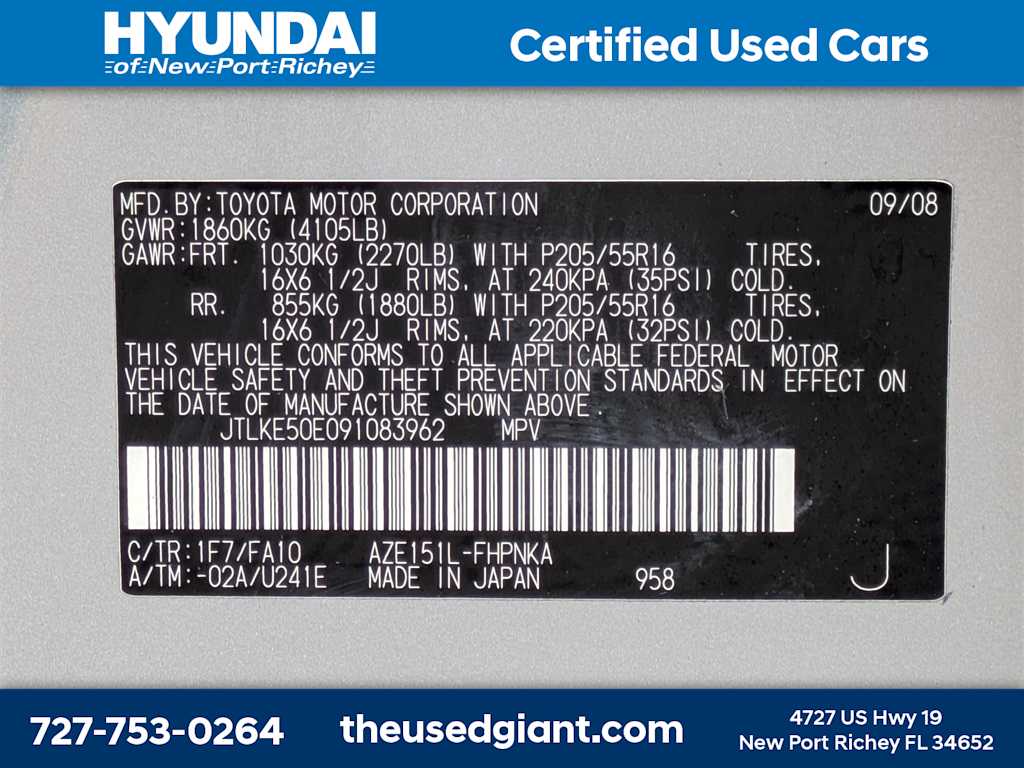 HYUNDAI
of New Port Richey
Certified Used Cars
MFD.BY:TOYOTA MOTOR CORPORATION 09/08
GVWR:1860KG (4105LB)
GAWR:FRT. 1030KG (2270LB) WITH P205/55R16 TIRES,
16X6 1/2J RIMS, AT 240KPA (35PSI) COLD.
RR. 855KG (1880LB) WITH P205/55R16 TIRES,
16X6 1/2J RIMS, AT 220KPA (32PSI) COLD.
THIS VEHICLE CONFORMS TO ALL APPLICABLE FEDERAL MOTOR
VEHICLE SAFETY AND THEFT PREVENTION STANDARDS IN EFFECT ON
THE DATE OF MANUFACTURE SHOWN ABOVE.
JTLKE50E091083962 MPV
C/TR:1F7/FA10 AZE151L-FHPNKA
A/TM:-02A/U241E MADE IN JAPAN 958 J
727-753-0264
theusedgiant.com
4727 US Hwy 19
New Port Richey FL 34652